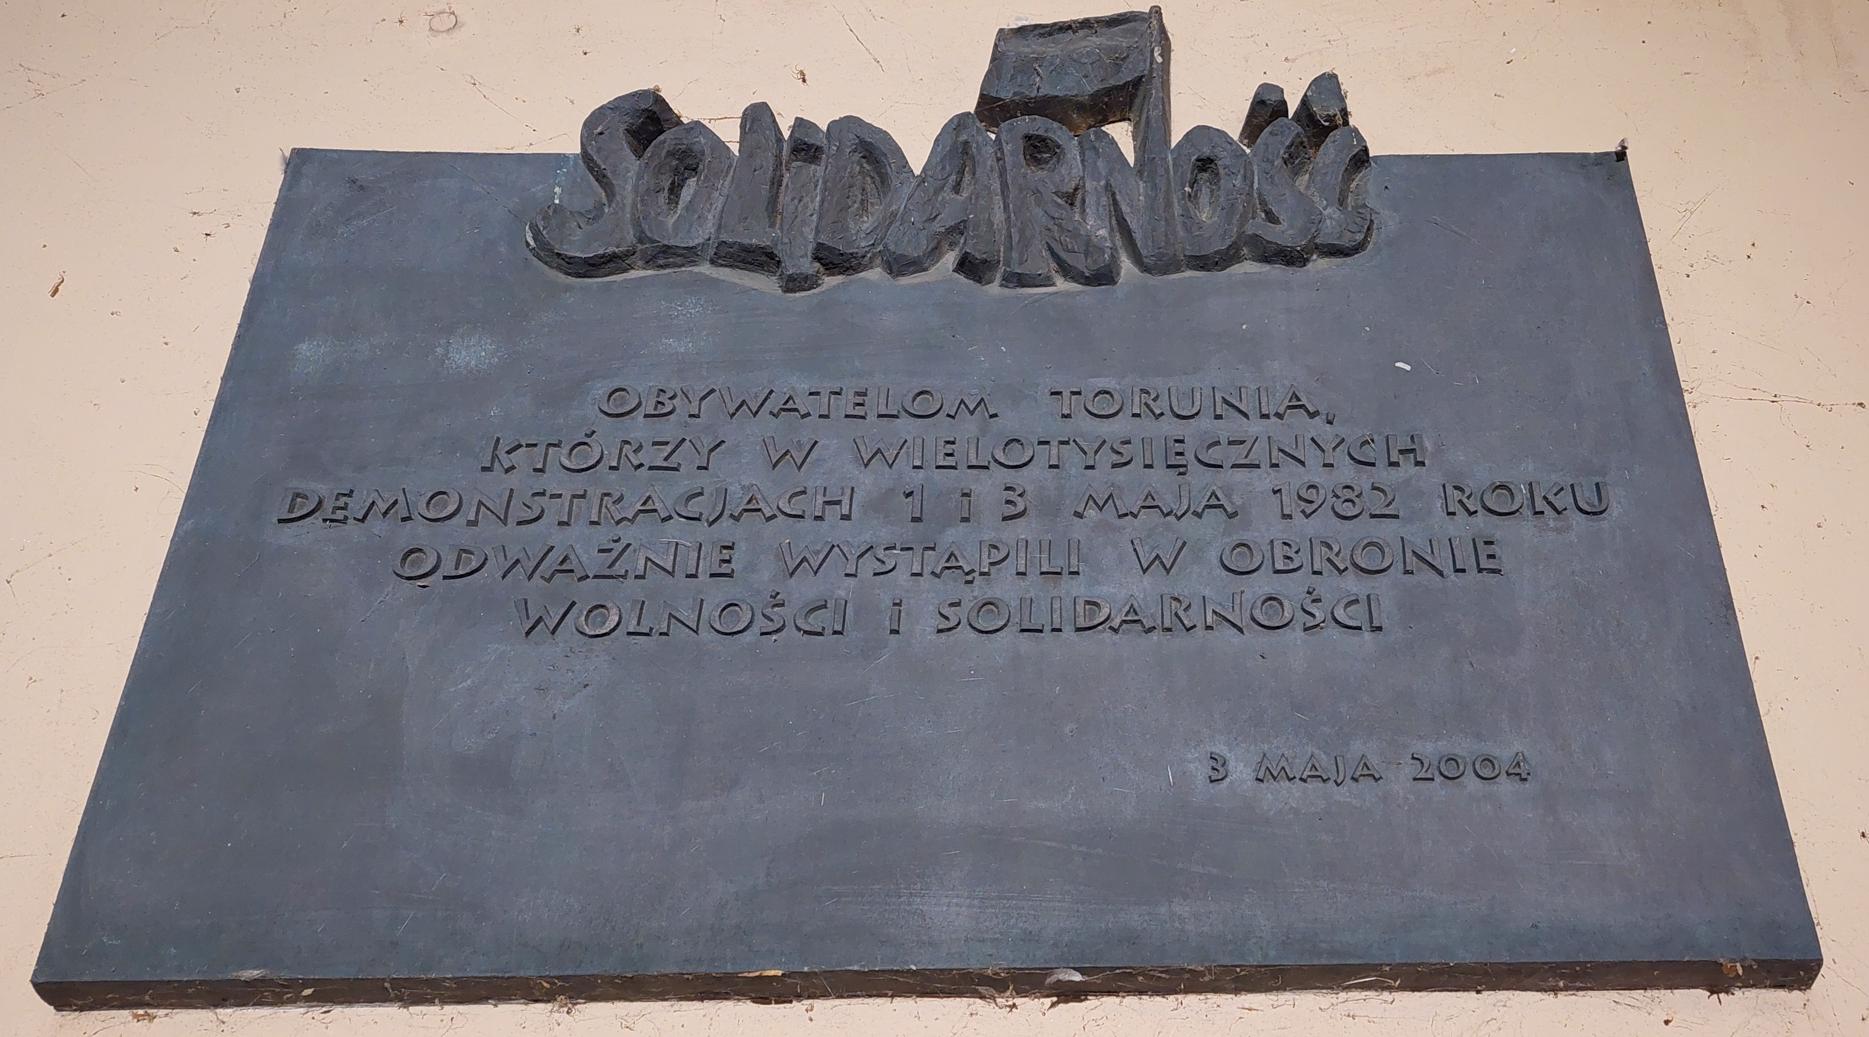 SOLIDARNOŚĆ
OBYWATELOM TORUNIA,
KTÓRZY W WIELOTYSIĘCZNYCH
DEMONSTRACJACH 1 i 3 MAJA 1982 ROKU
ODWAŻNIE WYSTĄPILI W OBRONIE
WOLNOŚCI i SOLIDARNOŚCI
3 MAJA 2004